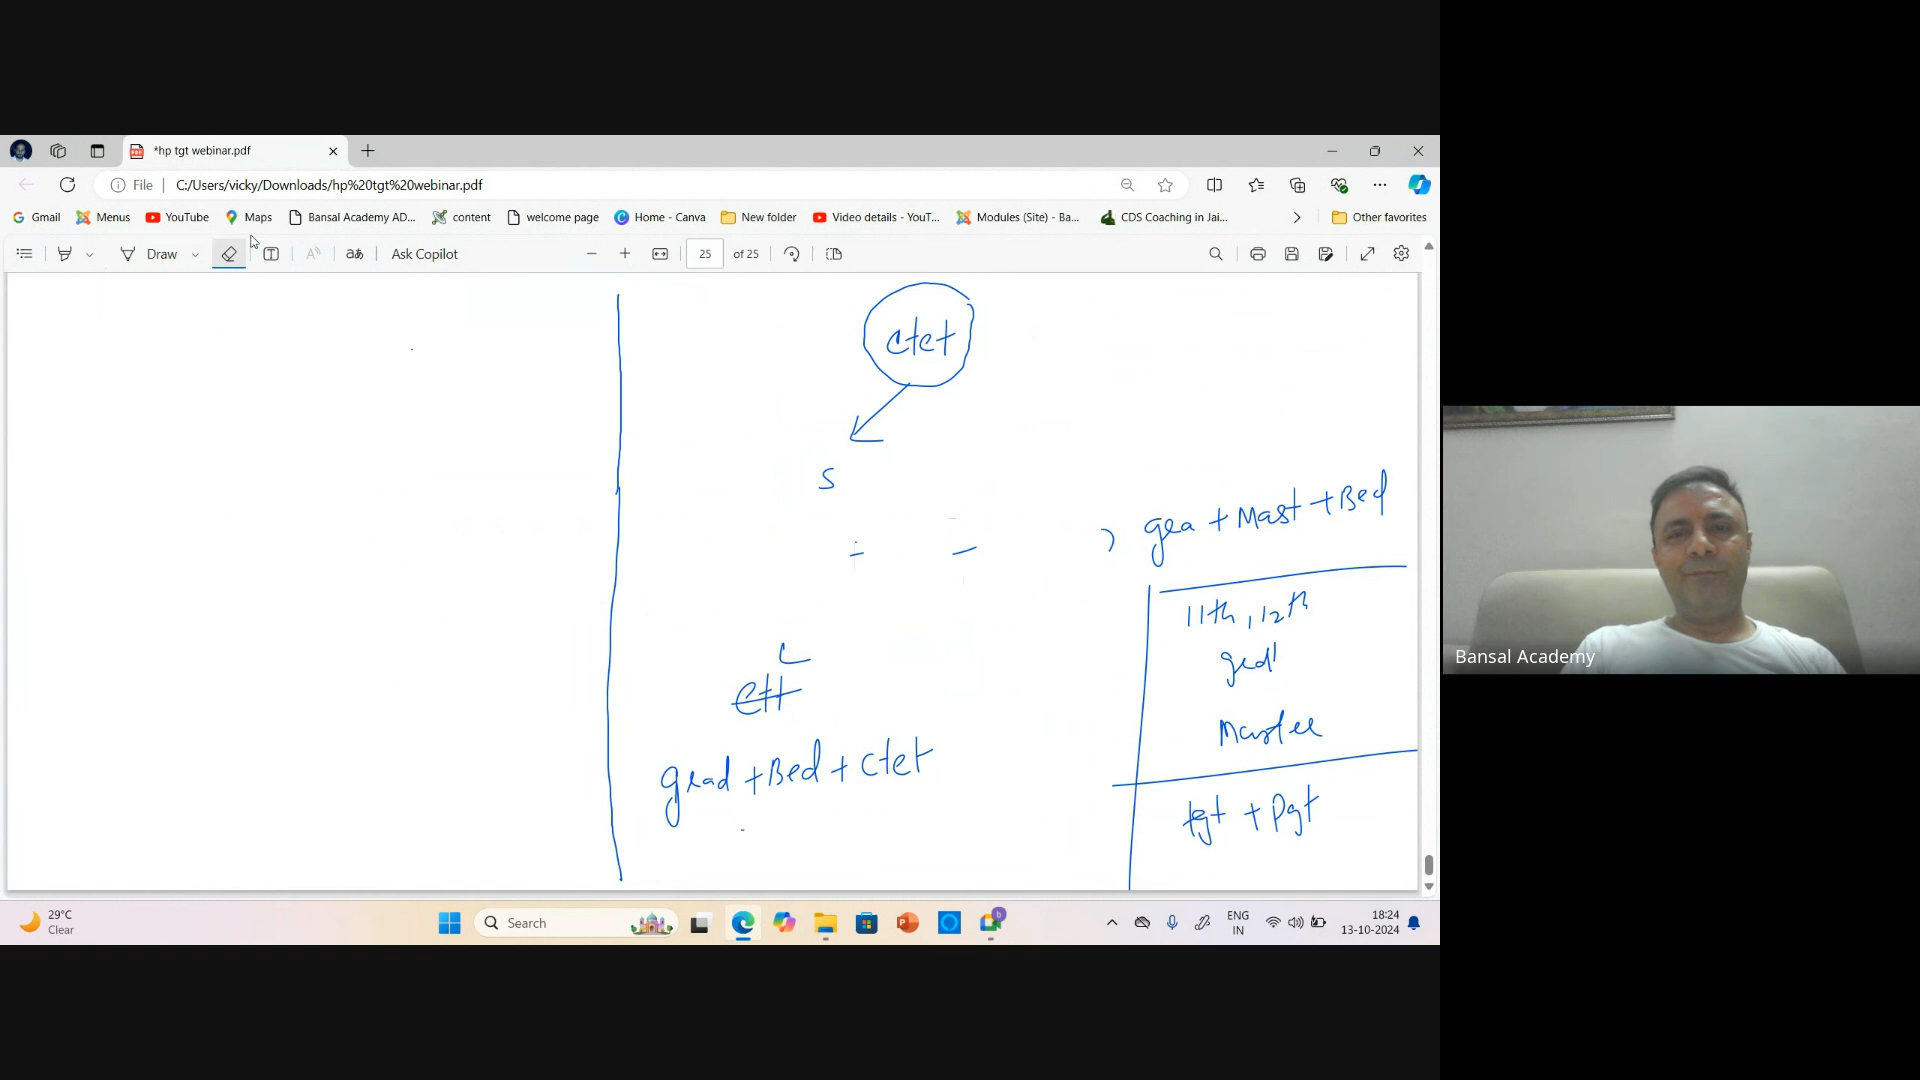 *hp tgt webinar.pdf
File C:/Users/vicky/Downloads/hp%20tgt%20webinar.pdf
Gmail Menus YouTube Maps Bansal Academy AD... content welcome page Home - Canva New folder Video details - YouT... Modules (Site) - Ba... CDS Coaching in Jai... Other favorites
Draw Ask Copilot 25 of 25
Ctet
S
grad + Bed + Ctet
+ Mast + Bed
11th, 12th
tgt + Pgt
Bansal Academy
29°C
Clear
Search
ENG
IN
18:24
13-10-2024